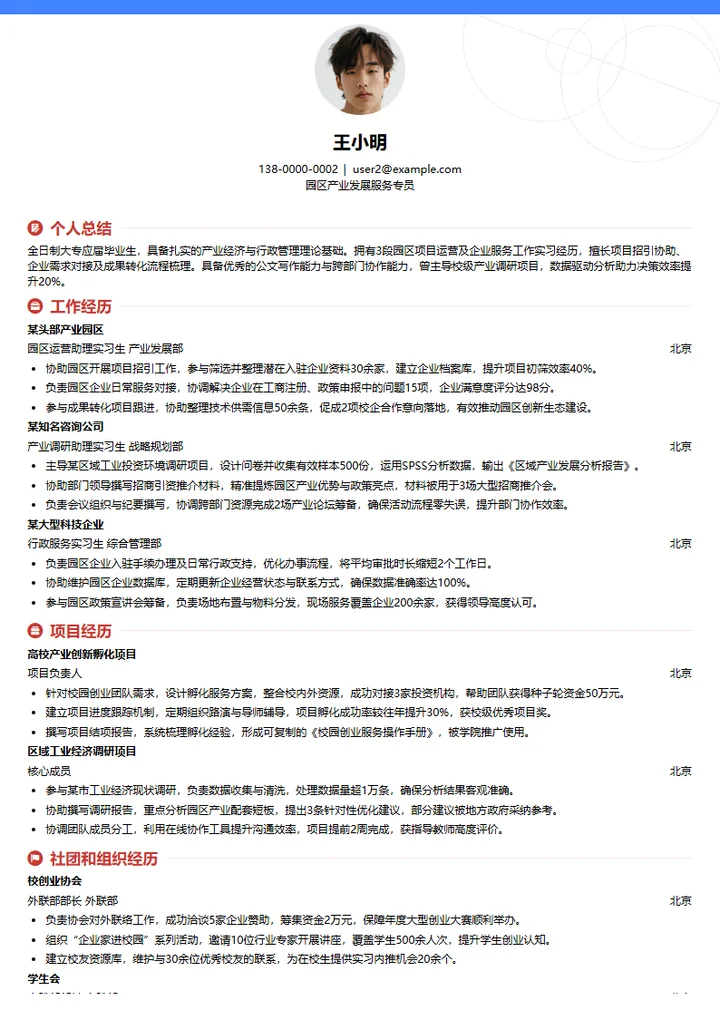 王小明
138-0000-0002 | user2@example.com
园区产业发展服务专员
个人总结
全日制大专应届毕业生，具备扎实的产业经济与行政管理理论基础。拥有3段园区项目运营及企业服务工作实习经历，擅长项目招引协助、
企业需求对接及成果转化流程梳理。具备优秀的公文写作能力与跨部门协作能力，曾主导校级产业调研项目，数据驱动分析助力决策效率提
升20%。
工作经历
某头部产业园区
园区运营助理实习生 产业发展部 北京
• 协助园区开展项目招引工作，参与筛选并整理潜在入驻企业资料30余家，建立企业档案库，提升项目初筛效率40%。
• 负责园区企业日常服务对接，协调解决企业在工商注册、政策申报中的问题15项，企业满意度评分达98分。
• 参与成果转化项目跟进，协助整理技术供需信息50余条，促成2项校企合作意向落地，有效推动园区创新生态建设。
某知名咨询公司
产业调研助理实习生 战略规划部 北京
• 主导某区域工业投资环境调研项目，设计问卷并收集有效样本500份，运用SPSS分析数据，输出《区域产业发展分析报告》。
• 协助部门领导撰写招商引资推介材料，精准提炼园区产业优势与政策亮点，材料被用于3场大型招商推介会。
• 负责会议组织与纪要撰写，协调跨部门资源完成2场产业论坛筹备，确保活动流程零失误，提升部门协作效率。
某大型科技企业
行政服务实习生 综合管理部 北京
• 负责园区企业入驻手续办理及日常行政支持，优化办事流程，将平均审批时长缩短2个工作日。
• 协助维护园区企业数据库，定期更新企业经营状态与联系方式，确保数据准确率达100%。
• 参与园区政策宣讲会筹备，负责场地布置与物料分发，现场服务覆盖企业200余家，获得领导高度认可。
项目经历
高校产业创新孵化项目
项目负责人 北京
• 针对校园创业团队需求，设计孵化服务方案，整合校内外资源，成功对接3家投资机构，帮助团队获得种子轮资金50万元。
• 建立项目进度跟踪机制，定期组织路演与导师辅导，项目孵化成功率较往年提升30%，获校级优秀项目奖。
• 撰写项目结项报告，系统梳理孵化经验，形成可复制的《校园创业服务操作手册》，被学院推广使用。
区域工业经济调研项目
核心成员 北京
• 参与某市工业经济现状调研，负责数据收集与清洗，处理数据量超1万条，确保分析结果客观准确。
• 协助撰写调研报告，重点分析园区产业配套短板，提出3条针对性优化建议，部分建议被地方政府采纳参考。
• 协调团队成员分工，利用在线协作工具提升沟通效率，项目提前2周完成，获指导教师高度评价。
社团和组织经历
校创业协会
外联部部长 外联部 北京
• 负责协会对外联络工作，成功洽谈5家企业赞助，筹集资金2万元，保障年度大型创业大赛顺利举办。
• 组织“企业家进校园”系列活动，邀请10位行业专家开展讲座，覆盖学生500余人次，提升学生创业认知。
• 建立校友资源库，维护与30余位优秀校友的联系，为在校生提供实习内推机会20余个。
学生会